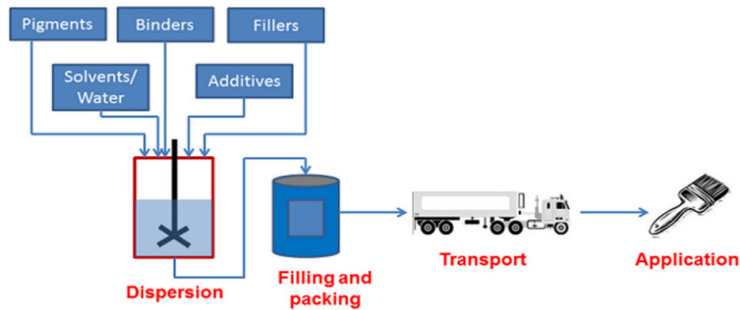 Pigments
Binders
Fillers
Solvents/
Water
Additives
Dispersion
Filling and
packing
Transport
Application